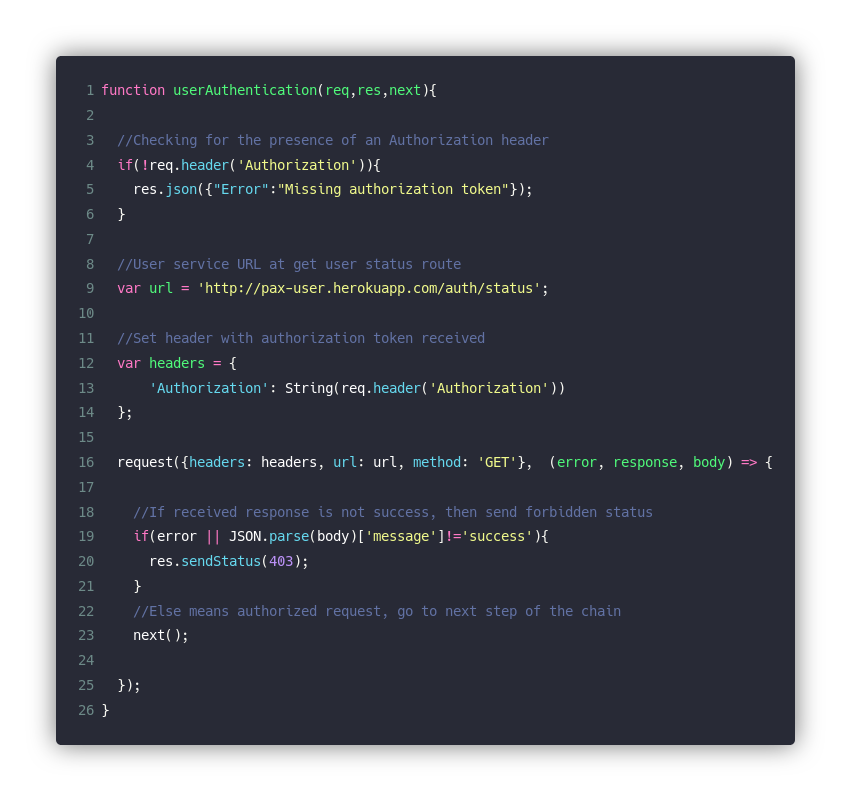 1 function userAuthentication(req,res,next){
2
3   //Checking for the presence of an Authorization header
4   if(!req.header('Authorization')){
5     res.json({"Error":"Missing authorization token"});
6   }
7
8   //User service URL at get user status route
9   var url = 'http://pax-user.herokuapp.com/auth/status';
10
11   //Set header with authorization token received
12   var headers = {
13       'Authorization': String(req.header('Authorization'))
14   };
15
16   request({headers: headers, url: url, method: 'GET'},  (error, response, body) => {
17
18     //If received response is not success, then send forbidden status
19     if(error || JSON.parse(body)['message']!='success'){
20       res.sendStatus(403);
21     }
22     //Else means authorized request, go to next step of the chain
23     next();
24
25   });
26 }